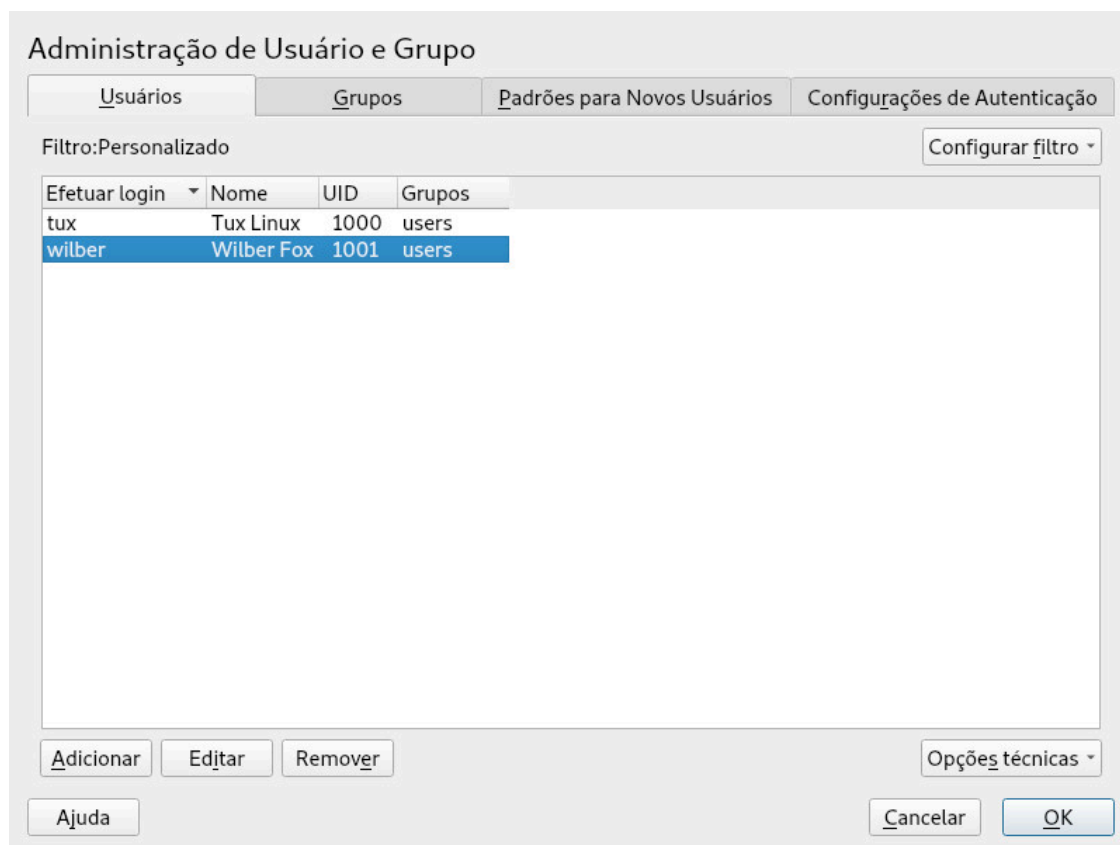 Administração de Usuário e Grupo
Usuários Grupos Padrões para Novos Usuários Configurações de Autenticação
Filtro:Personalizado Configurar filtro
Efetuar login Nome UID Grupos
tux Tux Linux 1000 users
wilber Wilber Fox 1001 users
Adicionar Editar Remover Opções técnicas
Ajuda Cancelar OK